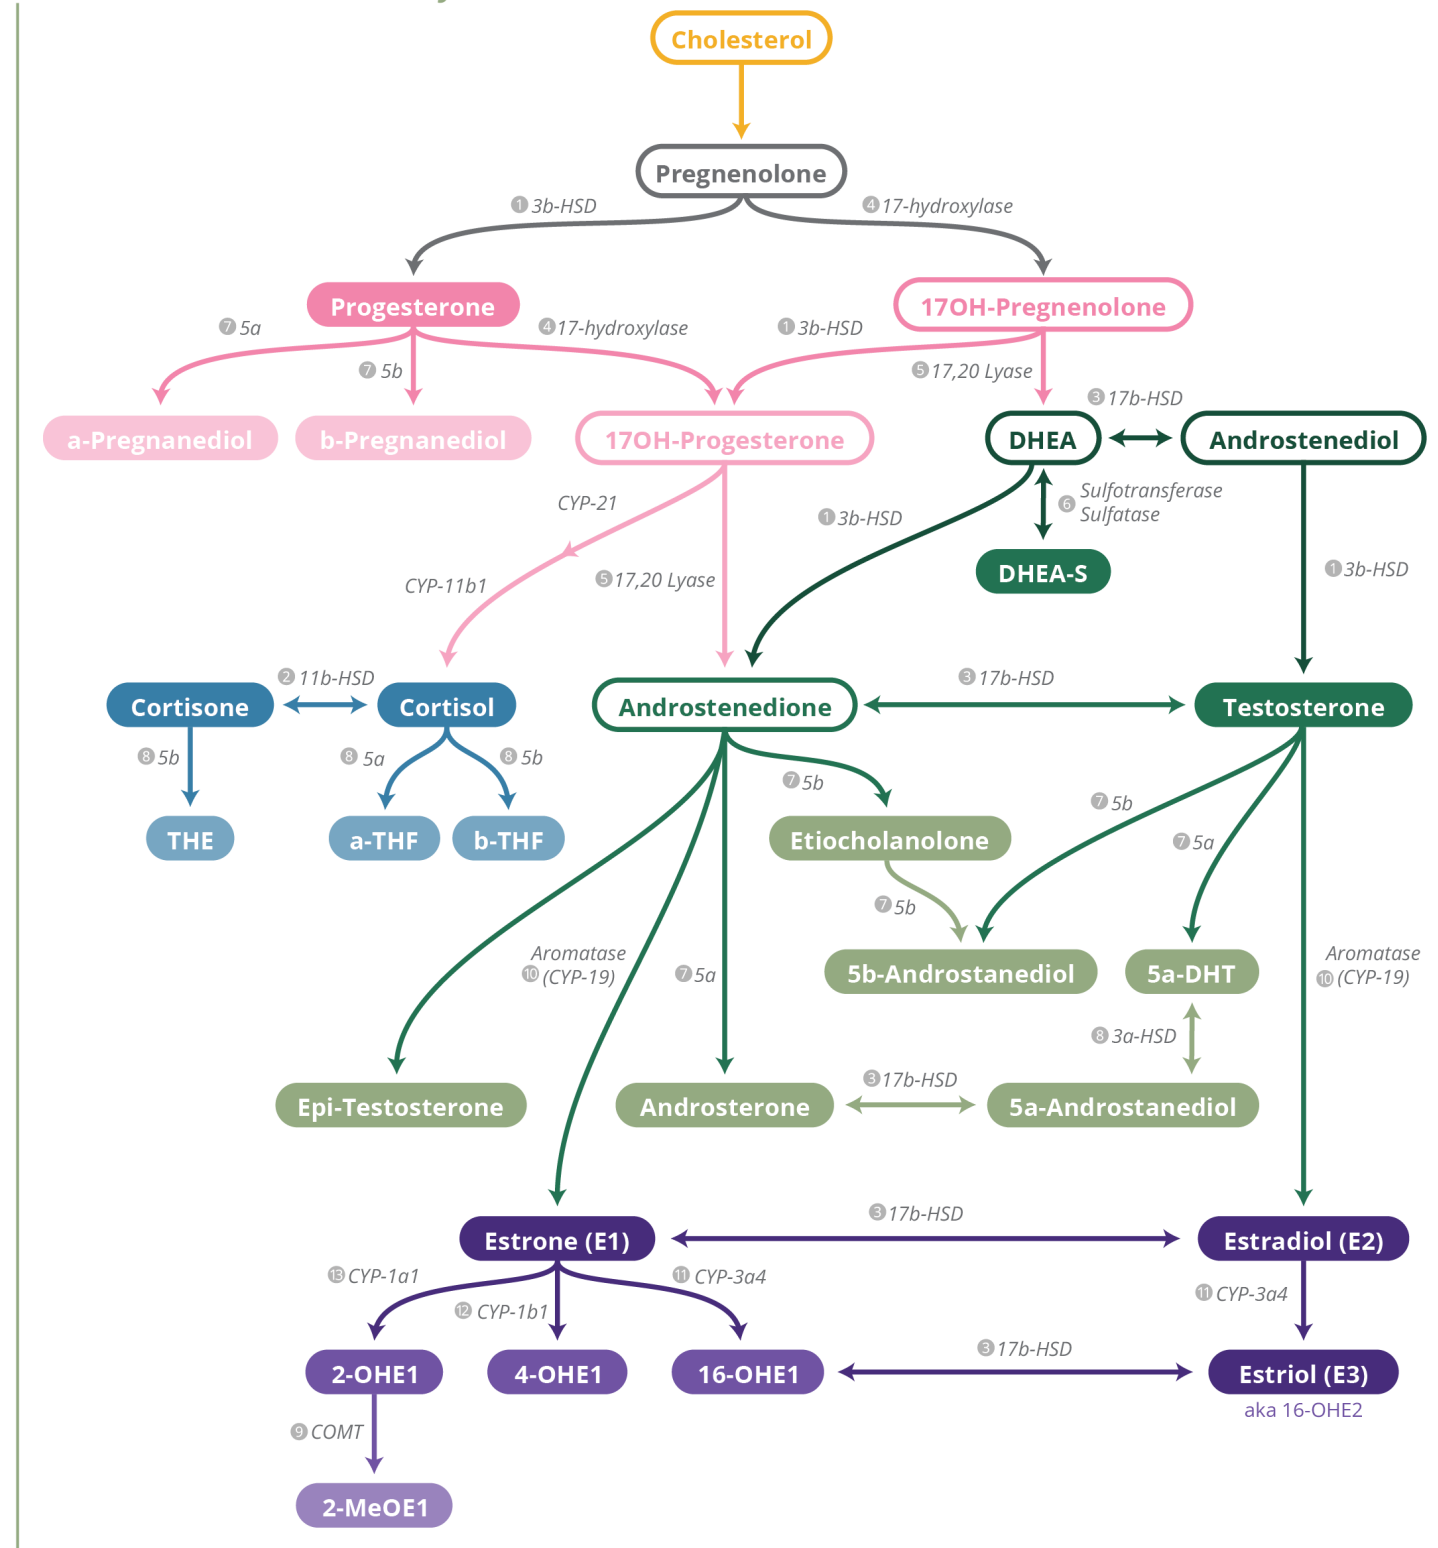 Cholesterol
Pregnenolone
1 3b-HSD
4 17-hydroxylase
Progesterone
17OH-Pregnenolone
7 5a
4 17-hydroxylase
1 3b-HSD
7 5b
5 17,20 Lyase
3 17b-HSD
a-Pregnanediol
b-Pregnanediol
17OH-Progesterone
DHEA
Androstenediol
CYP-21
1 3b-HSD
6 Sulfotransferase
Sulfatase
DHEA-S
CYP-11b1
5 17,20 Lyase
1 3b-HSD
2 11b-HSD
3 17b-HSD
Cortisone
Cortisol
Androstenedione
Testosterone
8 5b
8 5a
8 5b
7 5b
7 5b
THE
a-THF
b-THF
Etiocholanolone
7 5a
7 5b
Aromatase
10 (CYP-19)
7 5a
5b-Androstanediol
5a-DHT
Aromatase
10 (CYP-19)
8 3a-HSD
3 17b-HSD
Epi-Testosterone
Androsterone
5a-Androstanediol
3 17b-HSD
Estrone (E1)
Estradiol (E2)
13 CYP-1a1
12 CYP-1b1
11 CYP-3a4
11 CYP-3a4
3 17b-HSD
2-OHE1
4-OHE1
16-OHE1
Estriol (E3)
aka 16-OHE2
9 COMT
2-MeOE1